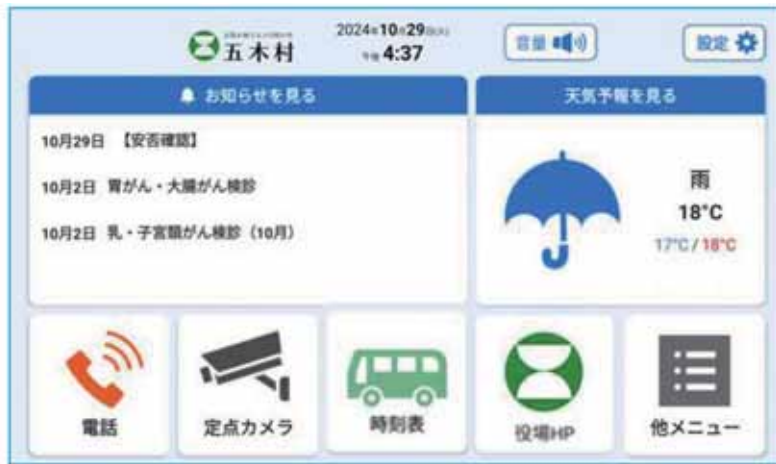 五木村
2024年10月29日(火)
午後 4:37
音量
設定
お知らせを見る
天気予報を見る
10月29日 【安否確認】
10月2日 胃がん・大腸がん検診
10月2日 乳・子宮頸がん検診（10月）
雨
18°C
17°C / 18°C
電話
定点カメラ
時刻表
役場HP
他メニュー